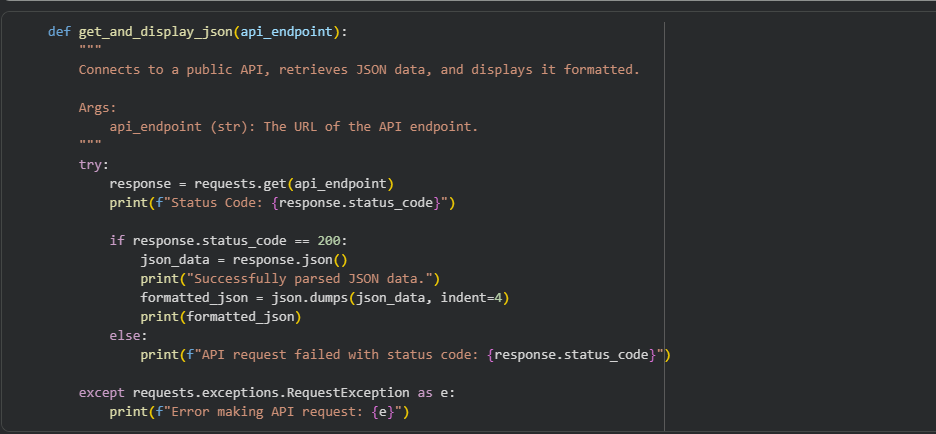 def get_and_display_json(api_endpoint):
    """
    Connects to a public API, retrieves JSON data, and displays it formatted.

    Args:
        api_endpoint (str): The URL of the API endpoint.
    """
    try:
        response = requests.get(api_endpoint)
        print(f"Status Code: {response.status_code}")

        if response.status_code == 200:
            json_data = response.json()
            print("Successfully parsed JSON data.")
            formatted_json = json.dumps(json_data, indent=4)
            print(formatted_json)
        else:
            print(f"API request failed with status code: {response.status_code}")

    except requests.exceptions.RequestException as e:
        print(f"Error making API request: {e}")